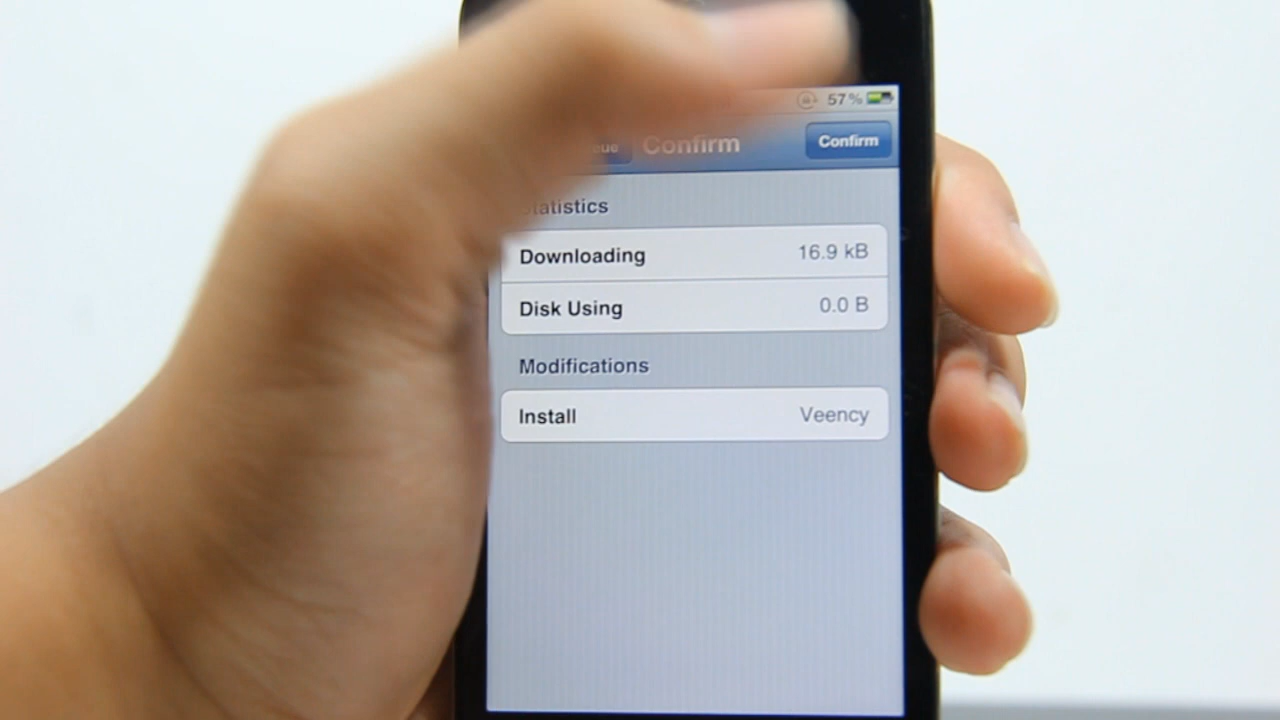 57%
Confirm Confirm
Statistics
Downloading 16.9 kB
Disk Using 0.0 B
Modifications
Install Veency